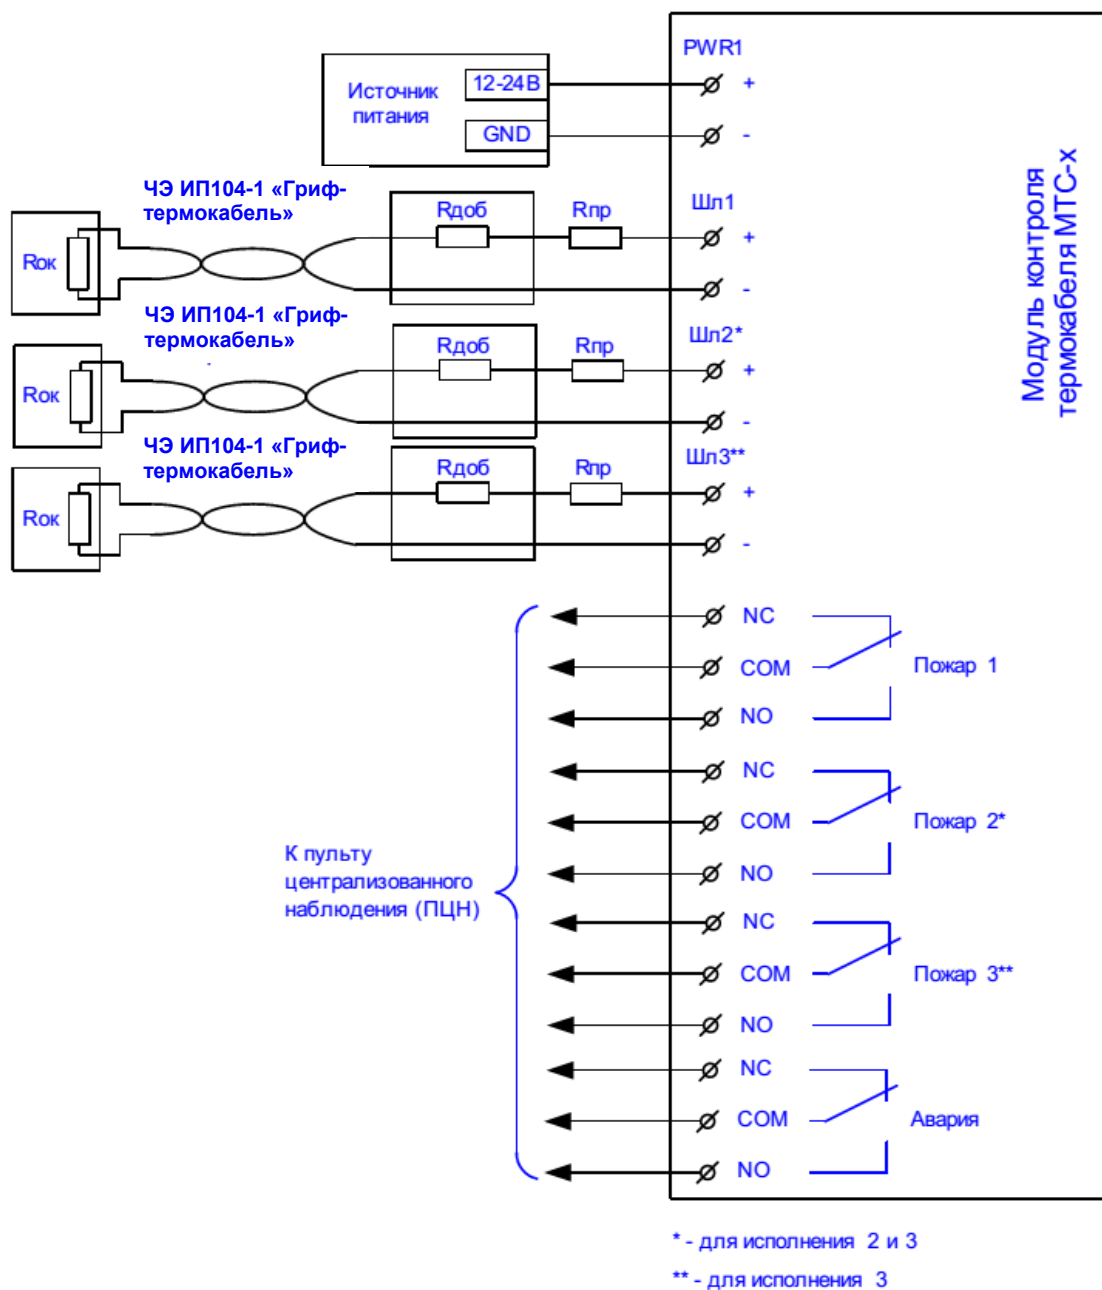 PWR1
Источник
питания
12-24В
+
GND
-
ЧЭ ИП104-1 «Гриф-
термокабель»
Rок
Rдоб
Rпр
Шл1
+
-
ЧЭ ИП104-1 «Гриф-
термокабель»
Rок
Rдоб
Rпр
Шл2*
+
-
ЧЭ ИП104-1 «Гриф-
термокабель»
Rок
Rдоб
Rпр
Шл3**
+
-
Модуль контроля
термокабеля МТС-х
NC
COM
Пожар 1
NO
NC
COM
Пожар 2*
NO
К пульту
централизованного
наблюдения (ПЦН)
NC
COM
Пожар 3**
NO
NC
COM
Авария
NO
* - для исполнения 2 и 3
** - для исполнения 3